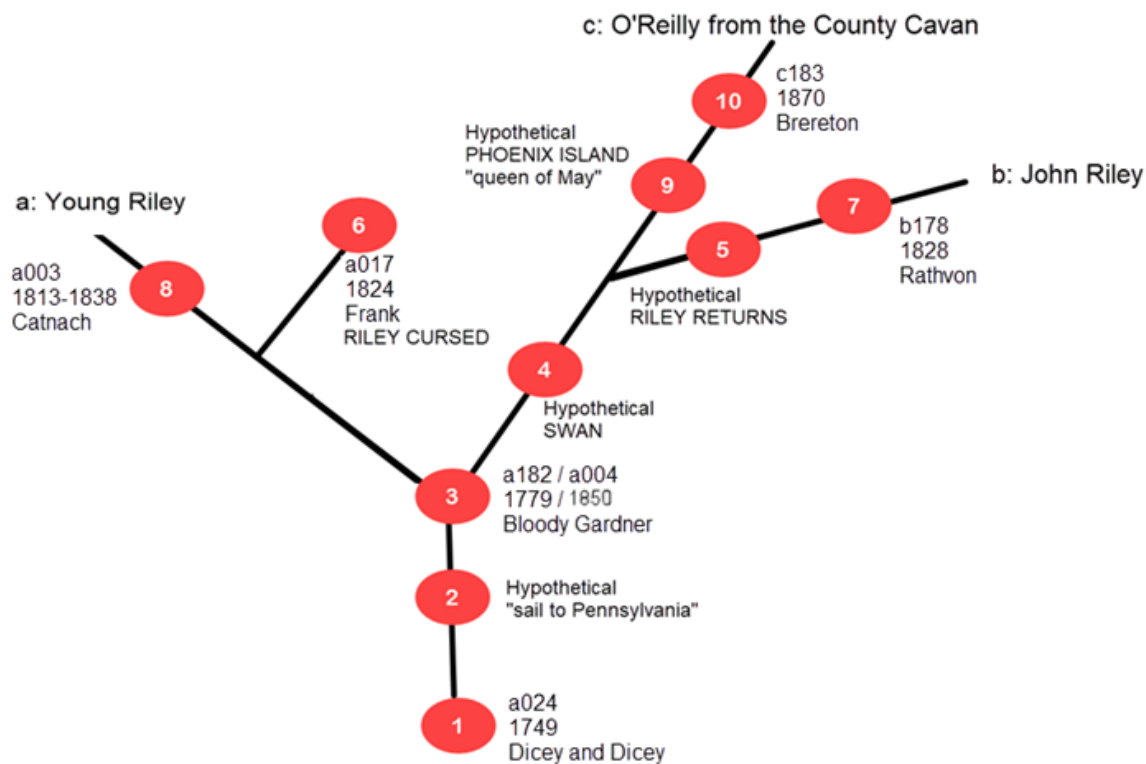 c: O'Reilly from the County Cavan
10
c183
1870
Brereton
Hypothetical
PHOENIX ISLAND
"queen of May"
9
b: John Riley
7
b178
1828
Rathvon
a: Young Riley
6
a017
1824
Frank
RILEY CURSED
5
Hypothetical
RILEY RETURNS
a003
1813-1838
Catnach
8
4
Hypothetical
SWAN
3
a182 / a004
1779 / 1850
Bloody Gardner
2
Hypothetical
"sail to Pennsylvania"
1
a024
1749
Dicey and Dicey